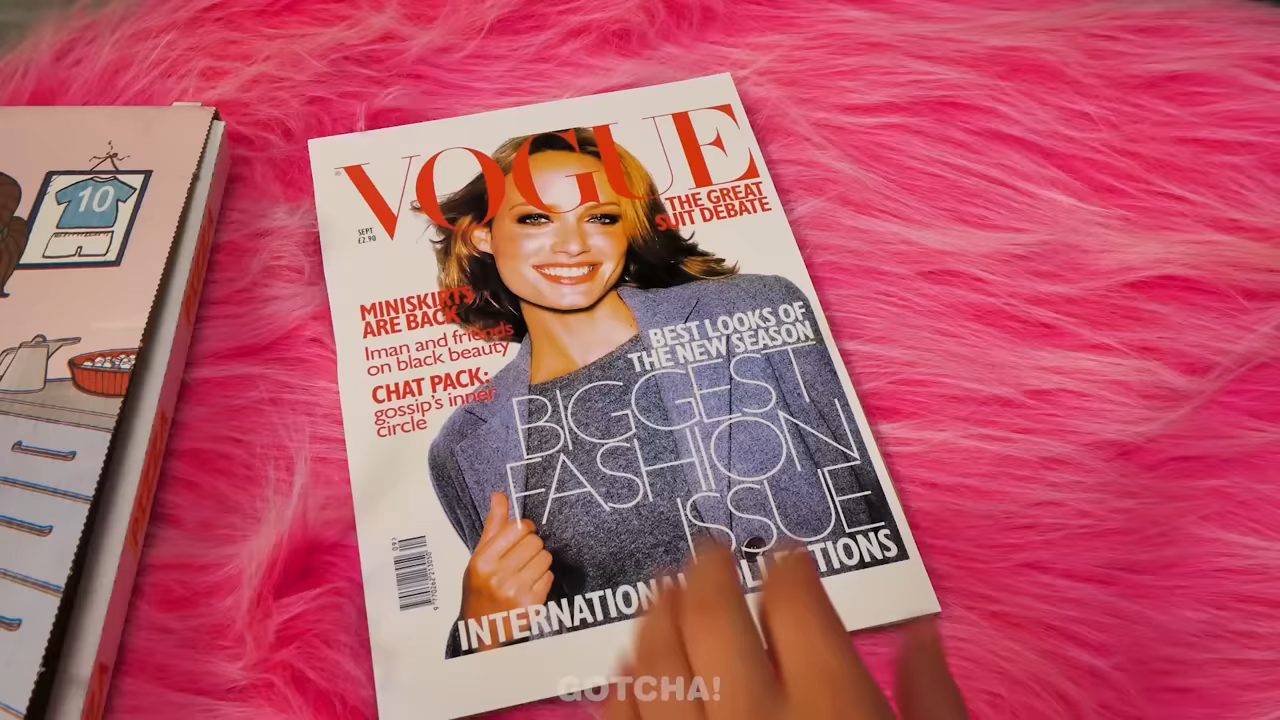 10
VOGUE
SEPT
£2.90
THE GREAT
SUIT DEBATE
MINISKIRTS
ARE BACK
Iman and friends
on black beauty
CHAT PACK:
gossip's inner
circle
BEST LOOKS OF
THE NEW SEASON
BIGGEST
FASHION
ISSUE
INTERNATIONAL COLLECTIONS
GOTCHA!